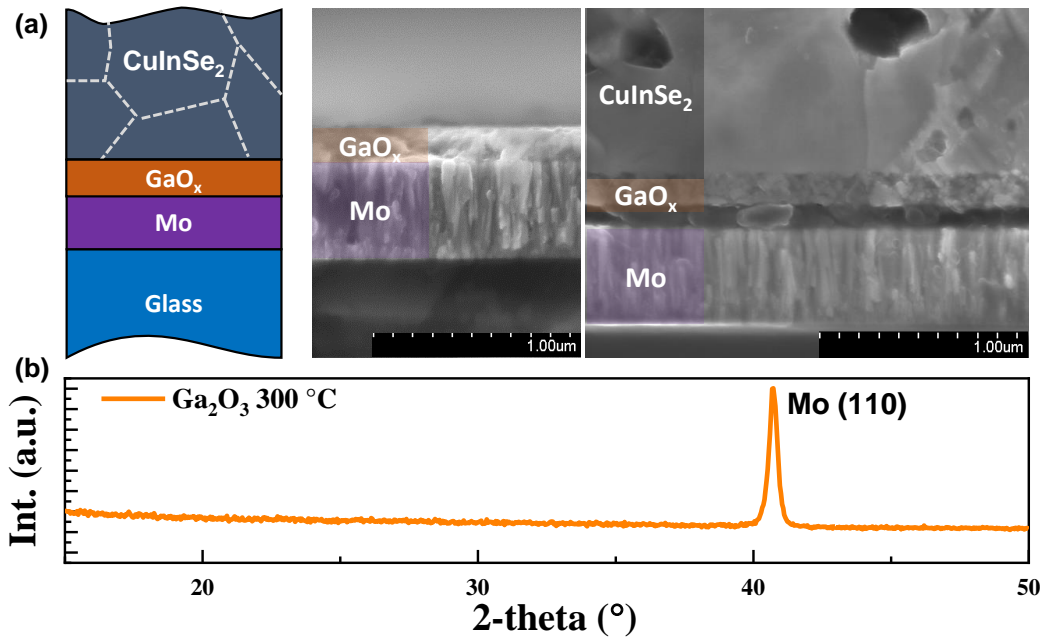 (a)
CuInSe₂
GaOₓ
Mo
Glass
GaOₓ
Mo
1.00um
CuInSe₂
GaOₓ
Mo
1.00um
(b)
Ga₂O₃ 300 °C
Mo (110)
Int. (a.u.)
20 30 40 50
2-theta (°)